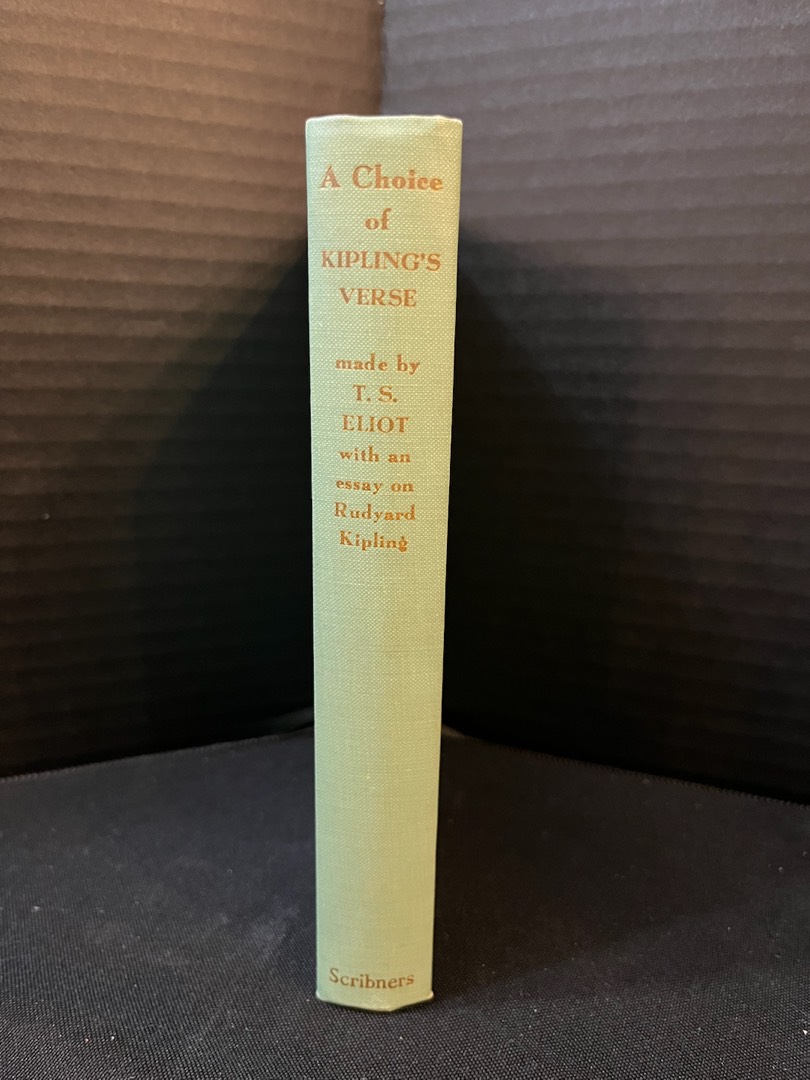 A Choice
of
KIPLING'S
VERSE
made by
T. S.
ELIOT
with an
essay on
Rudyard
Kipling
Scribners